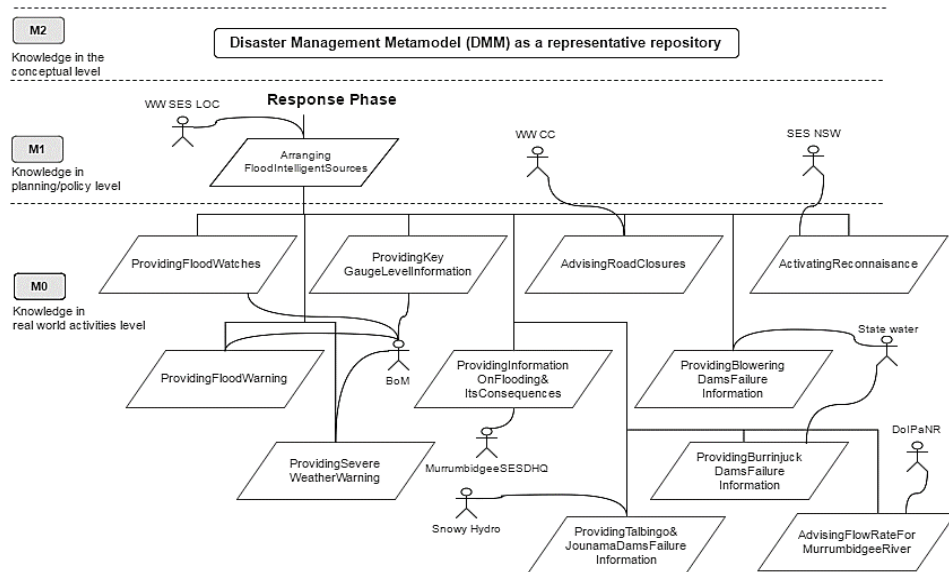 M2
Knowledge in the
conceptual level
Disaster Management Metamodel (DMM) as a representative repository
Response Phase
WW SES LOC
WW CC
SES NSW
M1
Knowledge in
planning/policy level
Arranging
FloodIntelligentSources
M0
Knowledge in
real world activities level
ProvidingFloodWatches
ProvidingKey
GaugeLevelInformation
AdvisingRoadClosures
ActivatingReconnaisance
State water
BoM
ProvidingFloodWarning
ProvidingInformation
OnFlooding&
ItsConsequences
ProvidingBlowering
DamsFailure
Information
DoIPaNR
ProvidingSevere
WeatherWarning
MurrumbidgeeSESDHQ
ProvidingBurrinjuck
DamsFailure
Information
Snowy Hydro
ProvidingTalbingo&
JounamaDamsFailure
Information
AdvisingFlowRateFor
MurrumbidgeeRiver